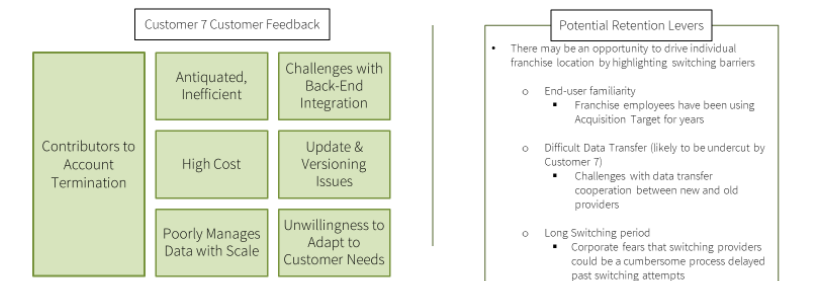 Customer 7 Customer Feedback
Contributors to
Account
Termination
Antiquated,
Inefficient
Challenges with
Back-End
Integration
High Cost
Update &
Versioning
Issues
Poorly Manages
Data with Scale
Unwillingness to
Adapt to
Customer Needs
Potential Retention Levers
• There may be an opportunity to drive individual
franchise location by highlighting switching barriers
o End-user familiarity
▪ Franchise employees have been using
Acquisition Target for years
o Difficult Data Transfer (likely to be undercut by
Customer 7)
▪ Challenges with data transfer
cooperation between new and old
providers
o Long Switching period
▪ Corporate fears that switching providers
could be a cumbersome process delayed
past switching attempts